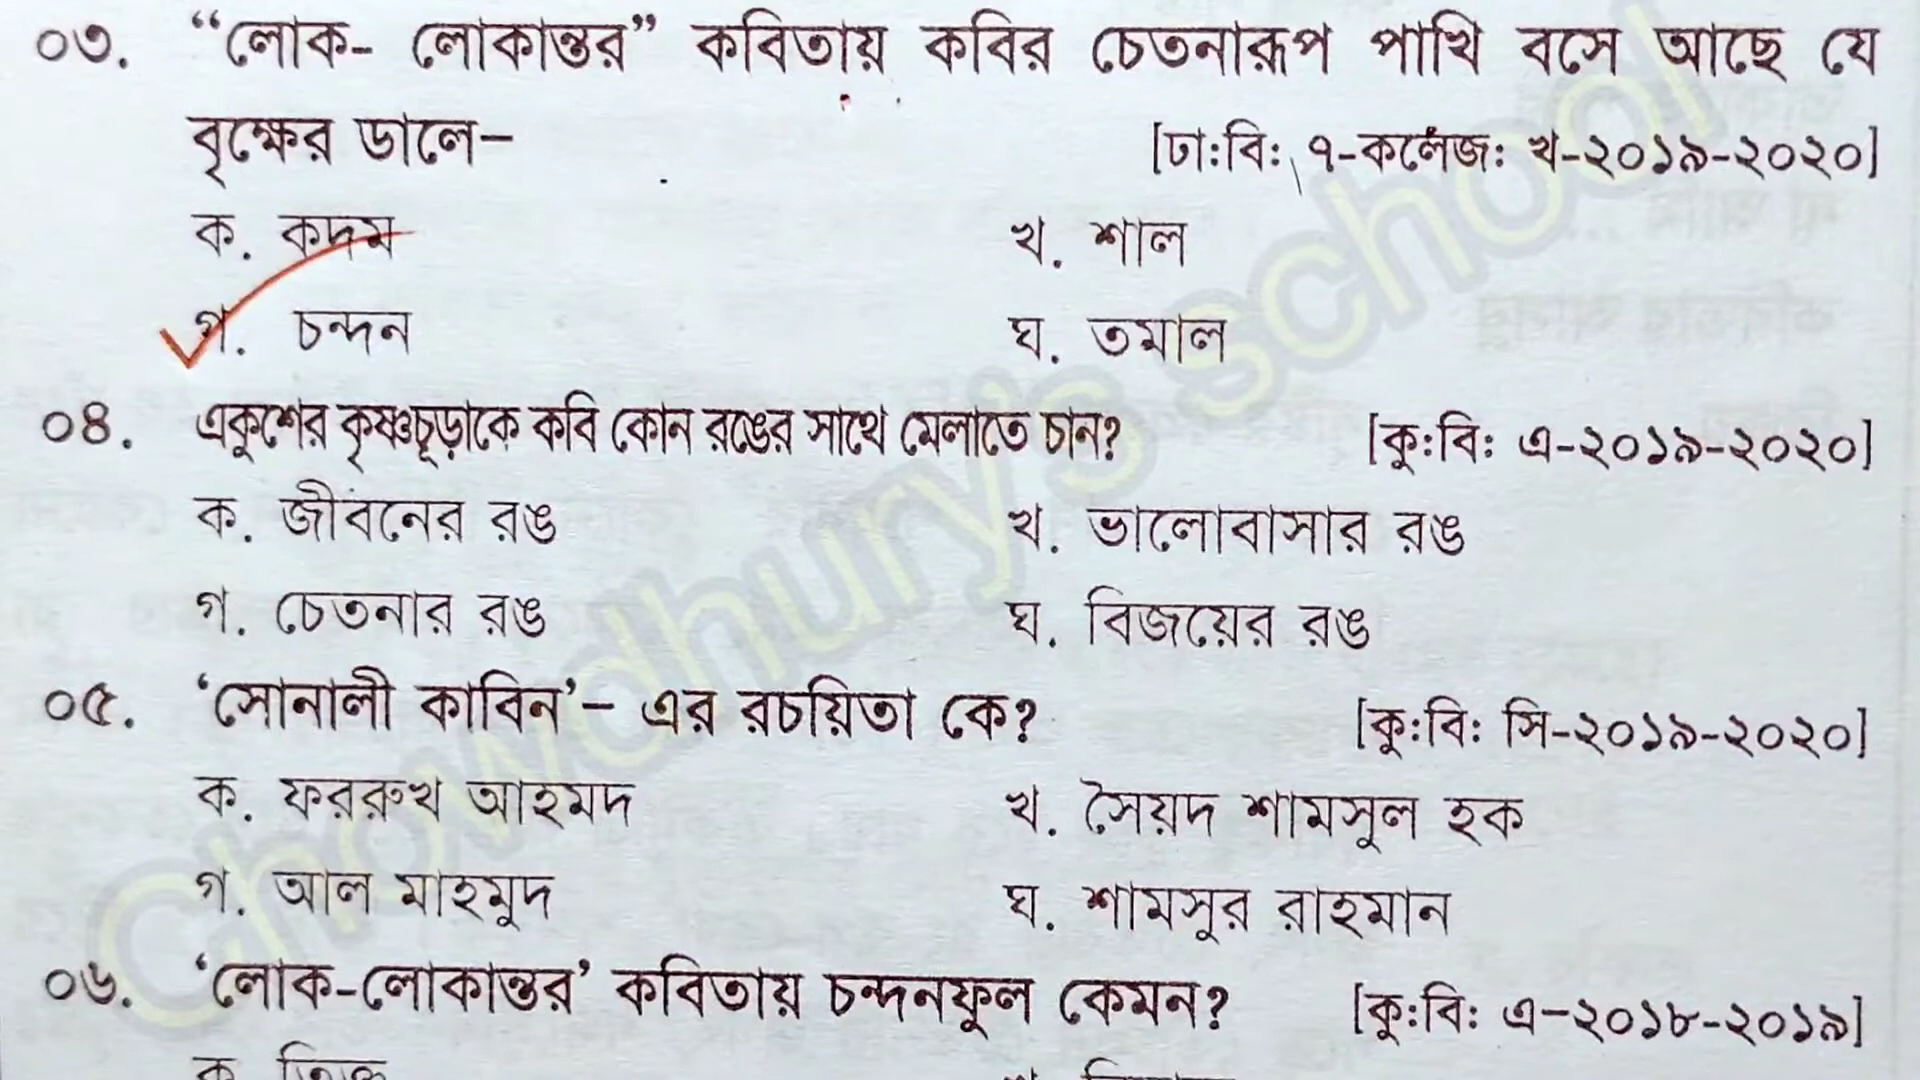 ০৩. “লোক- লোকান্তর” কবিতায় কবির চেতনারূপ পাখি বসে আছে যে
বৃক্ষের ডালে– [ঢা:বি: ৭-কলেজ: খ-২০১৯-২০২০]
ক. কদম খ. শাল
গ. চন্দন ঘ. তমাল
০৪. একুশের কৃষ্ণচূড়াকে কবি কোন রঙের সাথে মেলাতে চান? [কু:বি: এ-২০১৯-২০২০]
ক. জীবনের রঙ খ. ভালোবাসার রঙ
গ. চেতনার রঙ ঘ. বিজয়ের রঙ
০৫. ‘সোনালী কাবিন’– এর রচয়িতা কে? [কু:বি: সি-২০১৯-২০২০]
ক. ফররুখ আহমদ খ. সৈয়দ শামসুল হক
গ. আল মাহমুদ ঘ. শামসুর রাহমান
০৬. ‘লোক-লোকান্তর’ কবিতায় চন্দনফুল কেমন? [কু:বি: এ–২০১৮-২০১৯]
Chowdhury's school